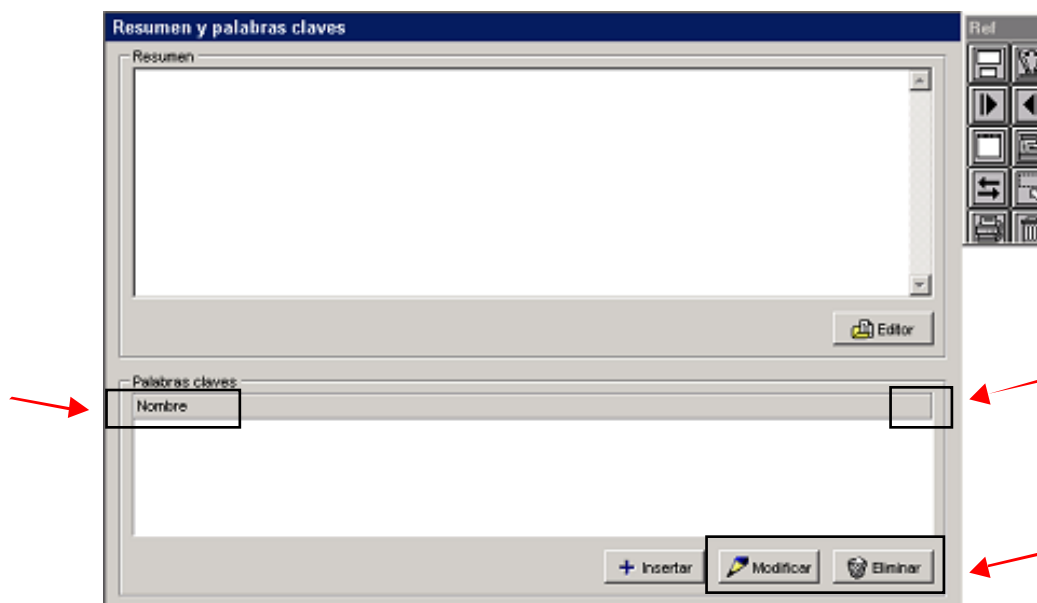 Resumen y palabras claves
Ref
Resumen
Editor
Palabras claves
Nombre
Insertar
Modificar
Eliminar